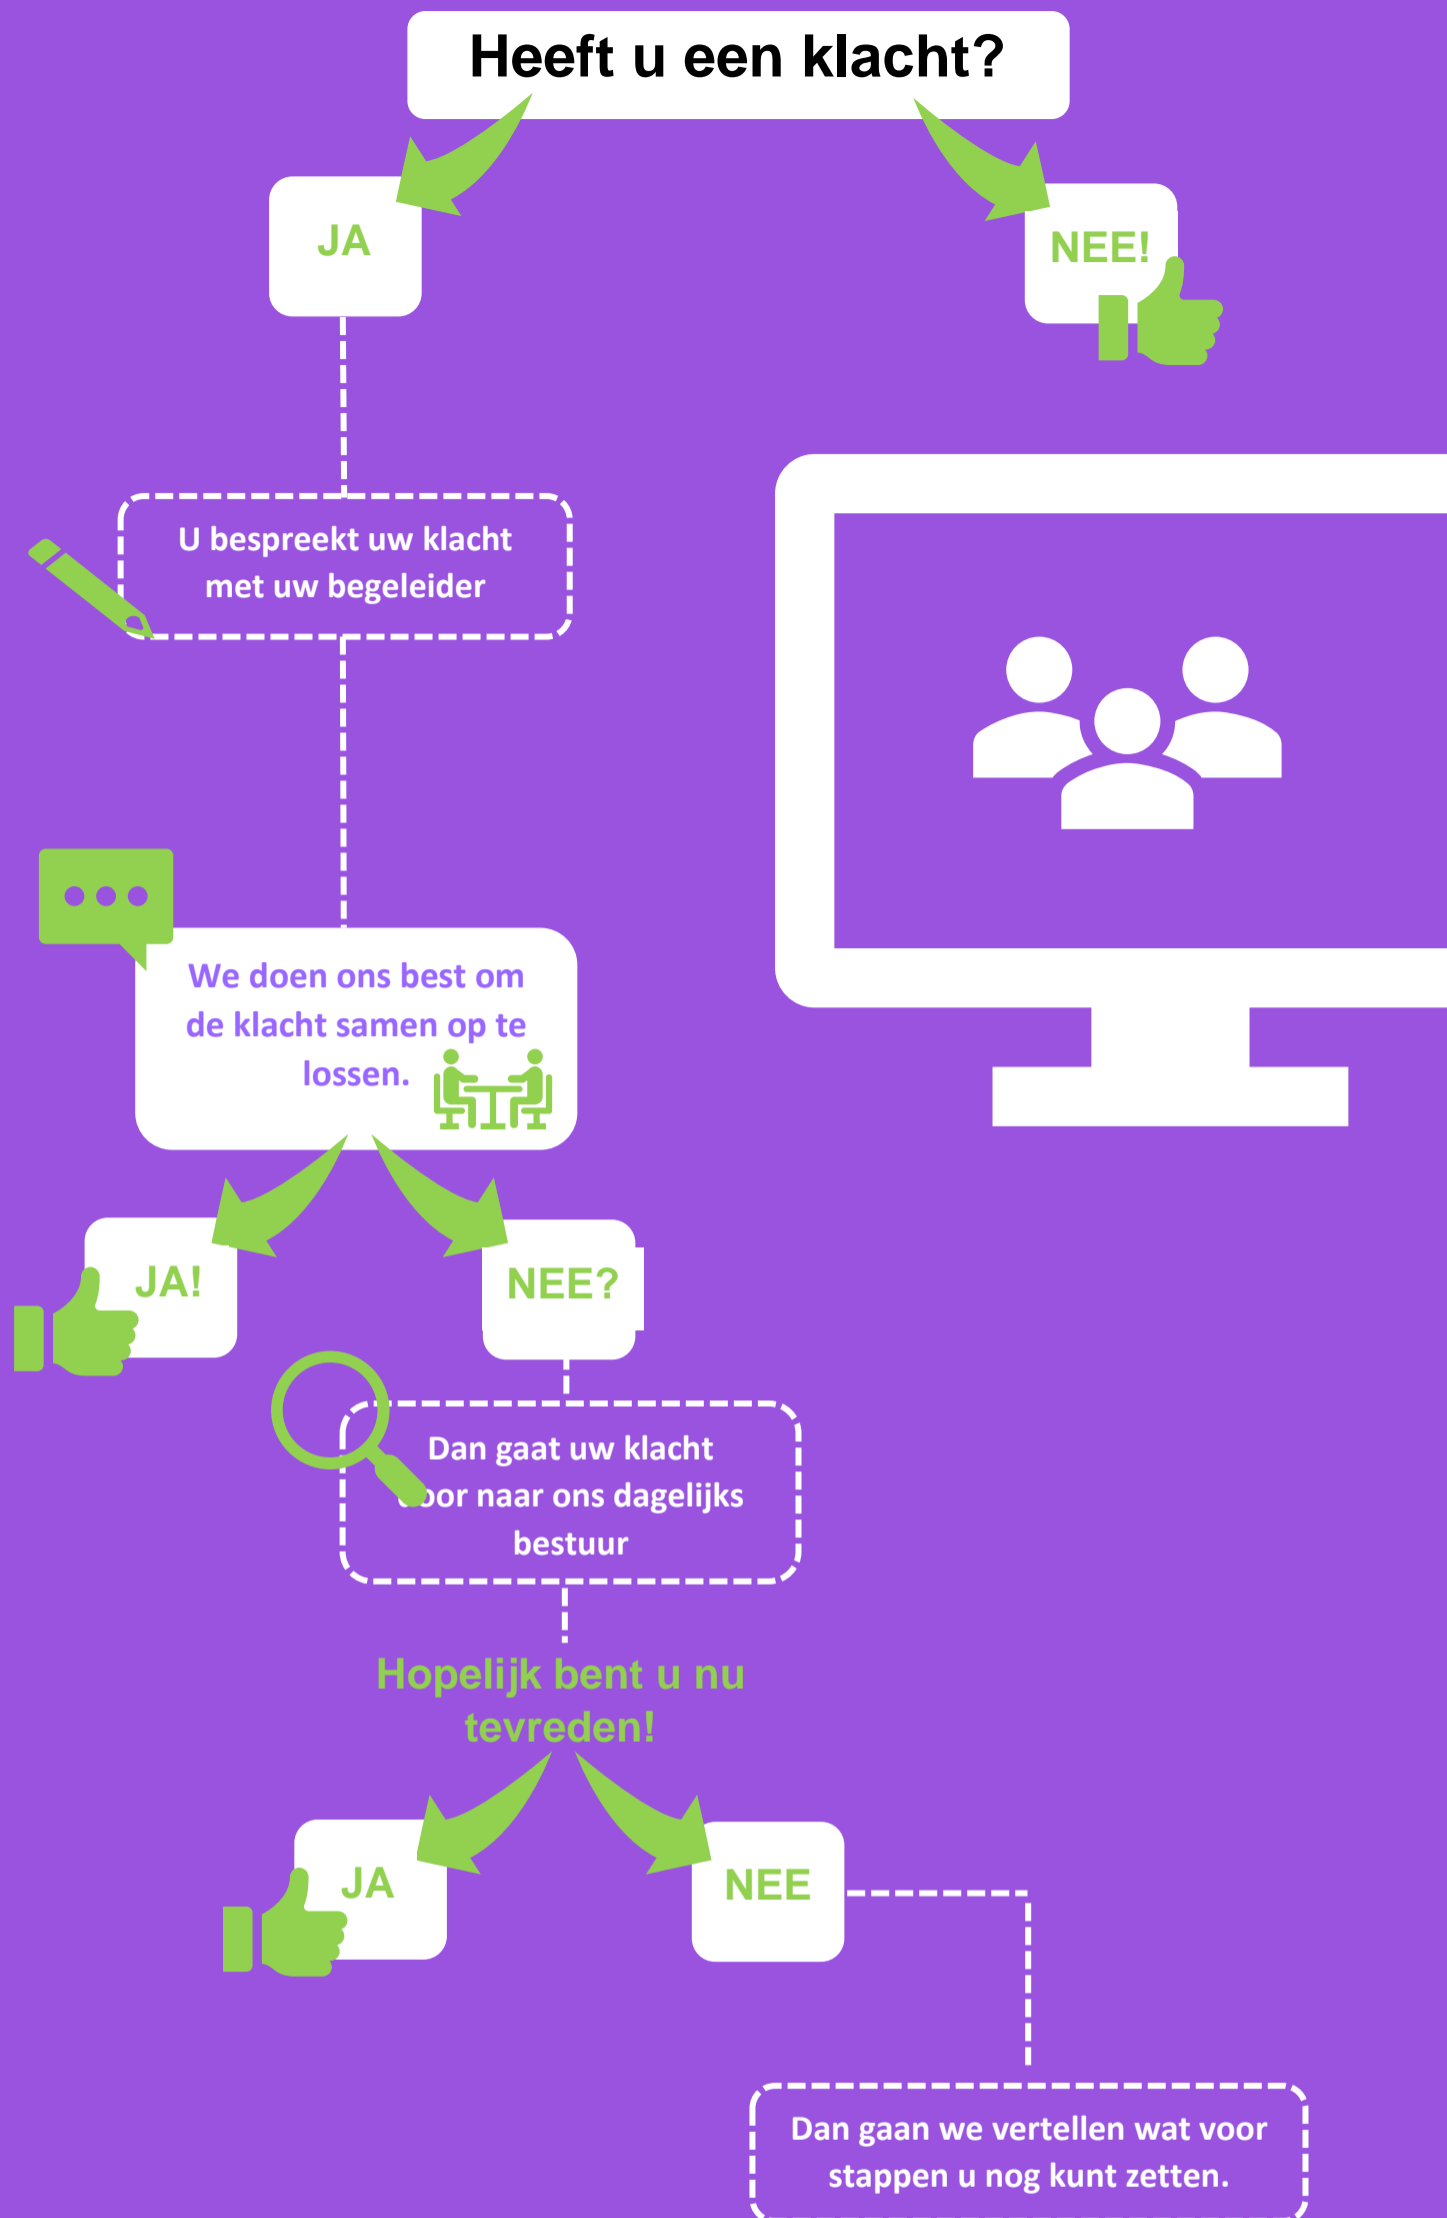 Heeft u een klacht?
JA
NEE!
U bespreekt uw klacht
met uw begeleider
We doen ons best om
de klacht samen op te
lossen.
JA!
NEE?
Dan gaat uw klacht
door naar ons dagelijks
bestuur
Hopelijk bent u nu
tevreden!
JA
NEE
Dan gaan we vertellen wat voor
stappen u nog kunt zetten.